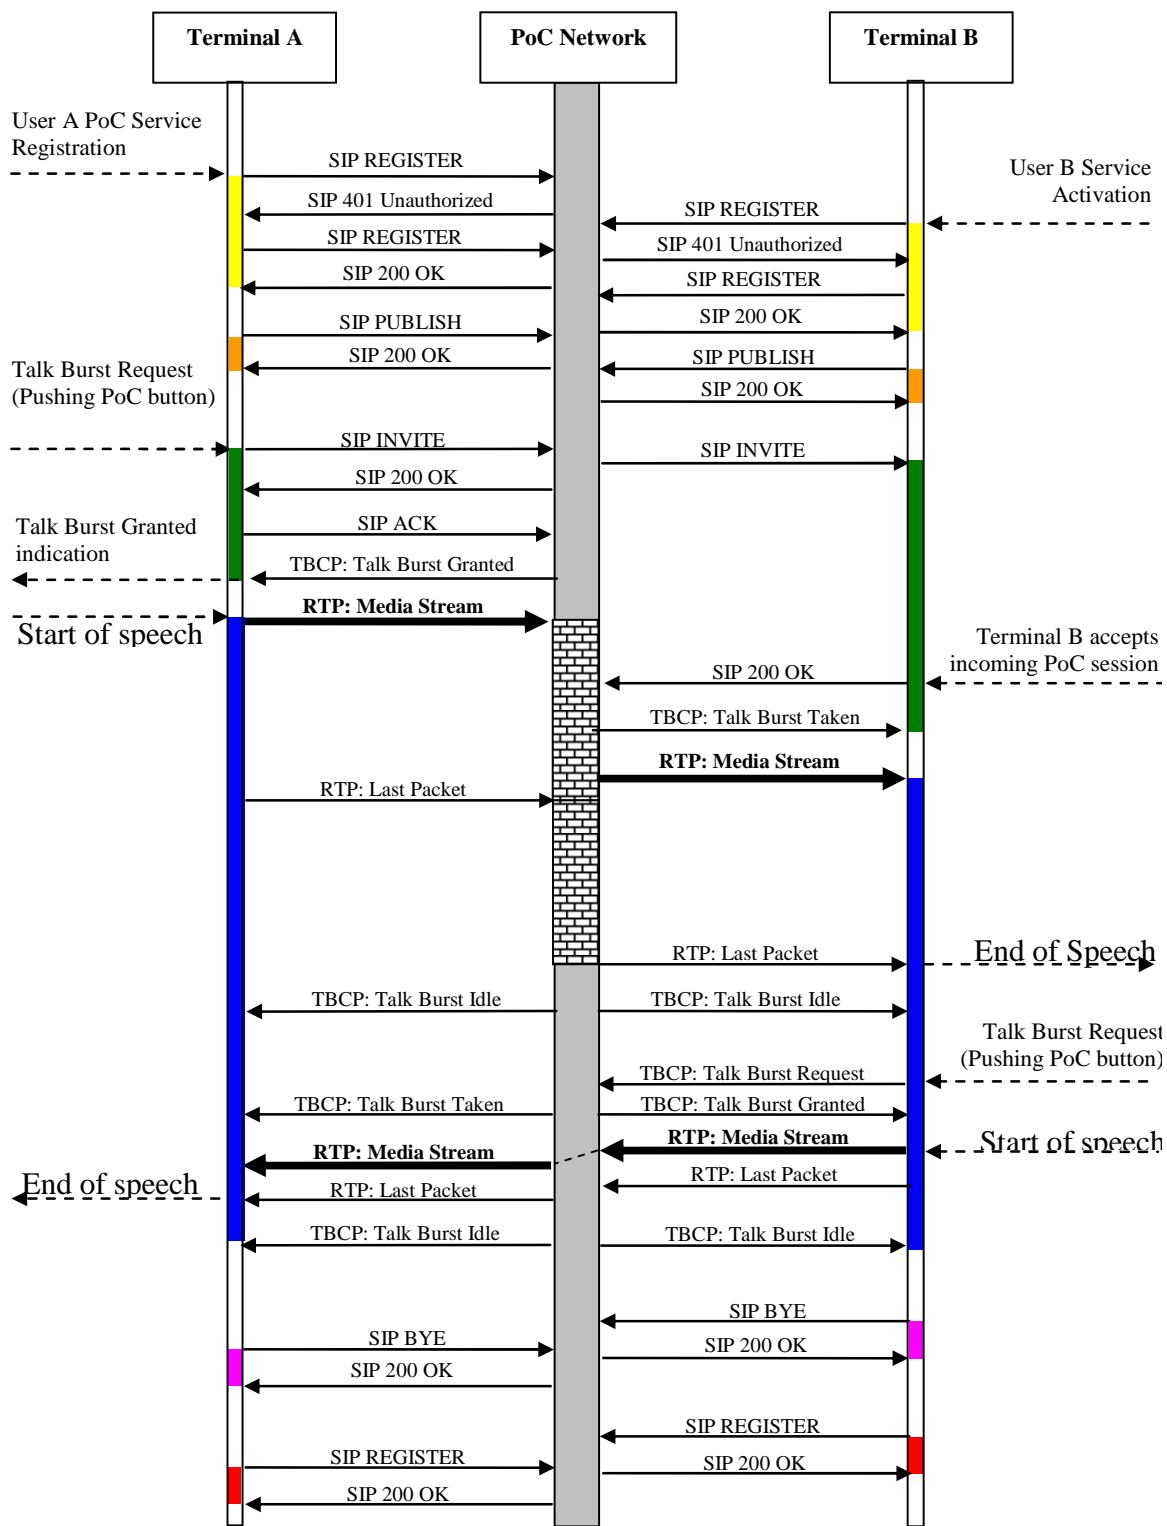 Terminal A
PoC Network
Terminal B
User A PoC Service
Registration
SIP REGISTER
User B Service
Activation
SIP 401 Unauthorized
SIP REGISTER
SIP REGISTER
SIP 401 Unauthorized
SIP 200 OK
SIP REGISTER
SIP PUBLISH
SIP 200 OK
SIP 200 OK
SIP PUBLISH
Talk Burst Request
(Pushing PoC button)
SIP 200 OK
SIP INVITE
SIP INVITE
SIP 200 OK
Talk Burst Granted
indication
SIP ACK
TBCP: Talk Burst Granted
RTP: Media Stream
Start of speech
Terminal B accepts
incoming PoC session
SIP 200 OK
TBCP: Talk Burst Taken
RTP: Media Stream
RTP: Last Packet
RTP: Last Packet
End of Speech
TBCP: Talk Burst Idle
TBCP: Talk Burst Idle
Talk Burst Request
(Pushing PoC button)
TBCP: Talk Burst Request
TBCP: Talk Burst Taken
TBCP: Talk Burst Granted
RTP: Media Stream
Start of speech
RTP: Media Stream
RTP: Last Packet
End of speech
RTP: Last Packet
TBCP: Talk Burst Idle
TBCP: Talk Burst Idle
SIP BYE
SIP BYE
SIP 200 OK
SIP 200 OK
SIP REGISTER
SIP REGISTER
SIP 200 OK
SIP 200 OK